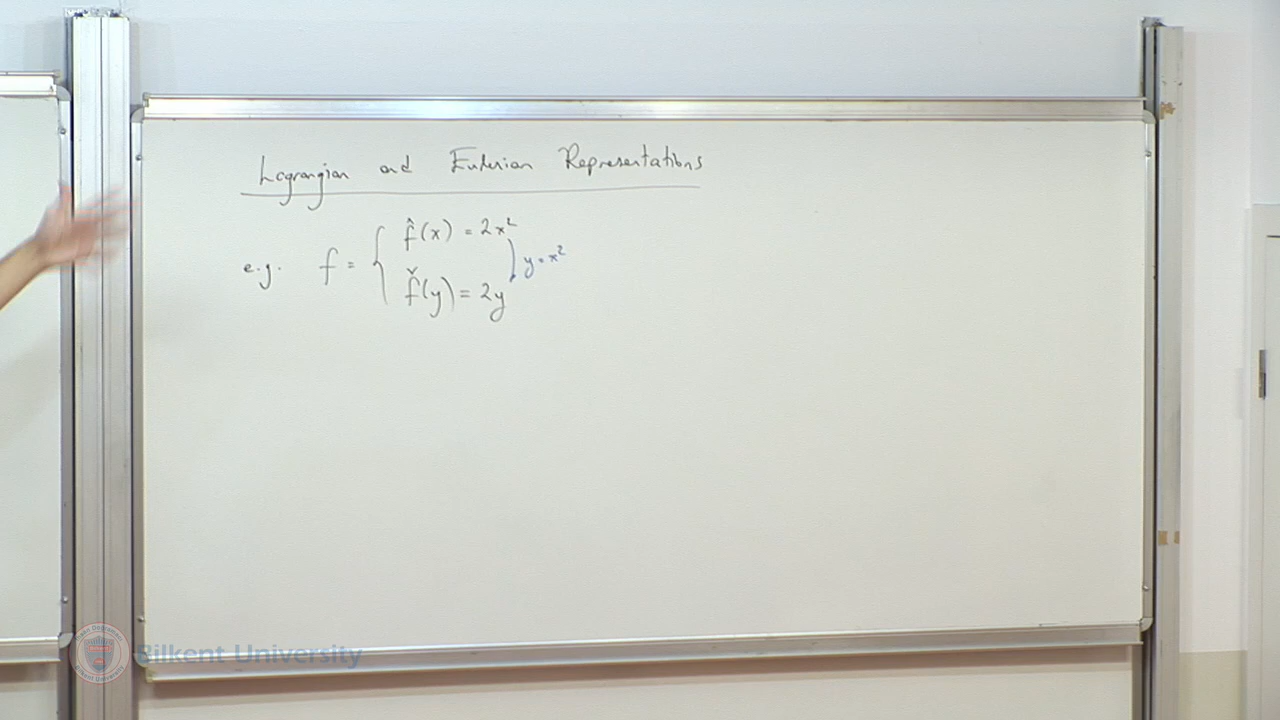 Lagrangian and Eulerian Representations
e.g. f = { f̂(x) = 2x²
f̌(y) = 2y
) y = x²
Bilkent University